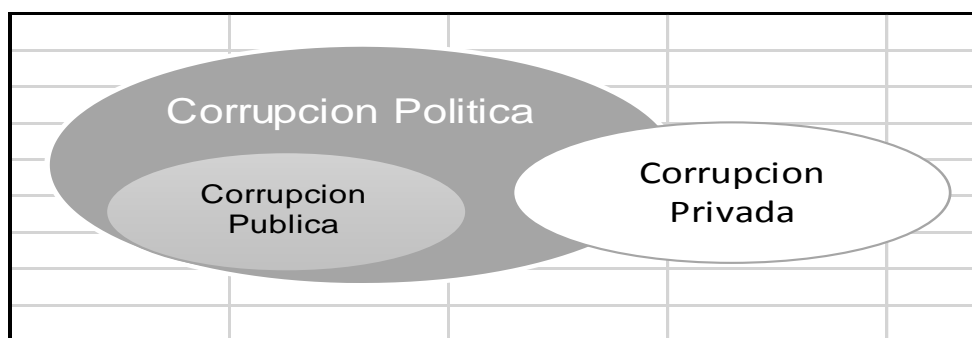 Corrupcion Politica
Corrupcion
Publica
Corrupcion
Privada